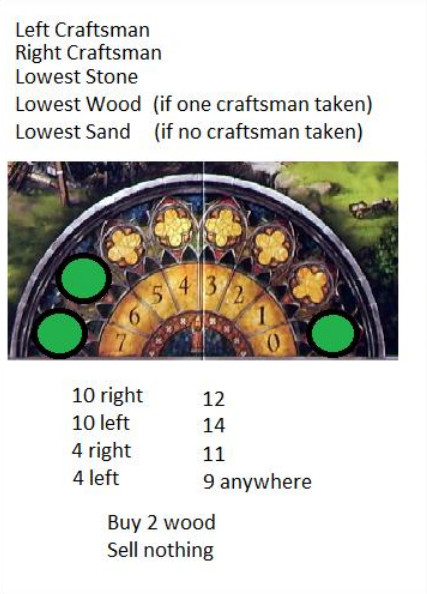 Left Craftsman
Right Craftsman
Lowest Stone
Lowest Wood (if one craftsman taken)
Lowest Sand (if no craftsman taken)
7 6 5 4 3 2 1 0
10 right 12
10 left 14
4 right 11
4 left 9 anywhere
Buy 2 wood
Sell nothing